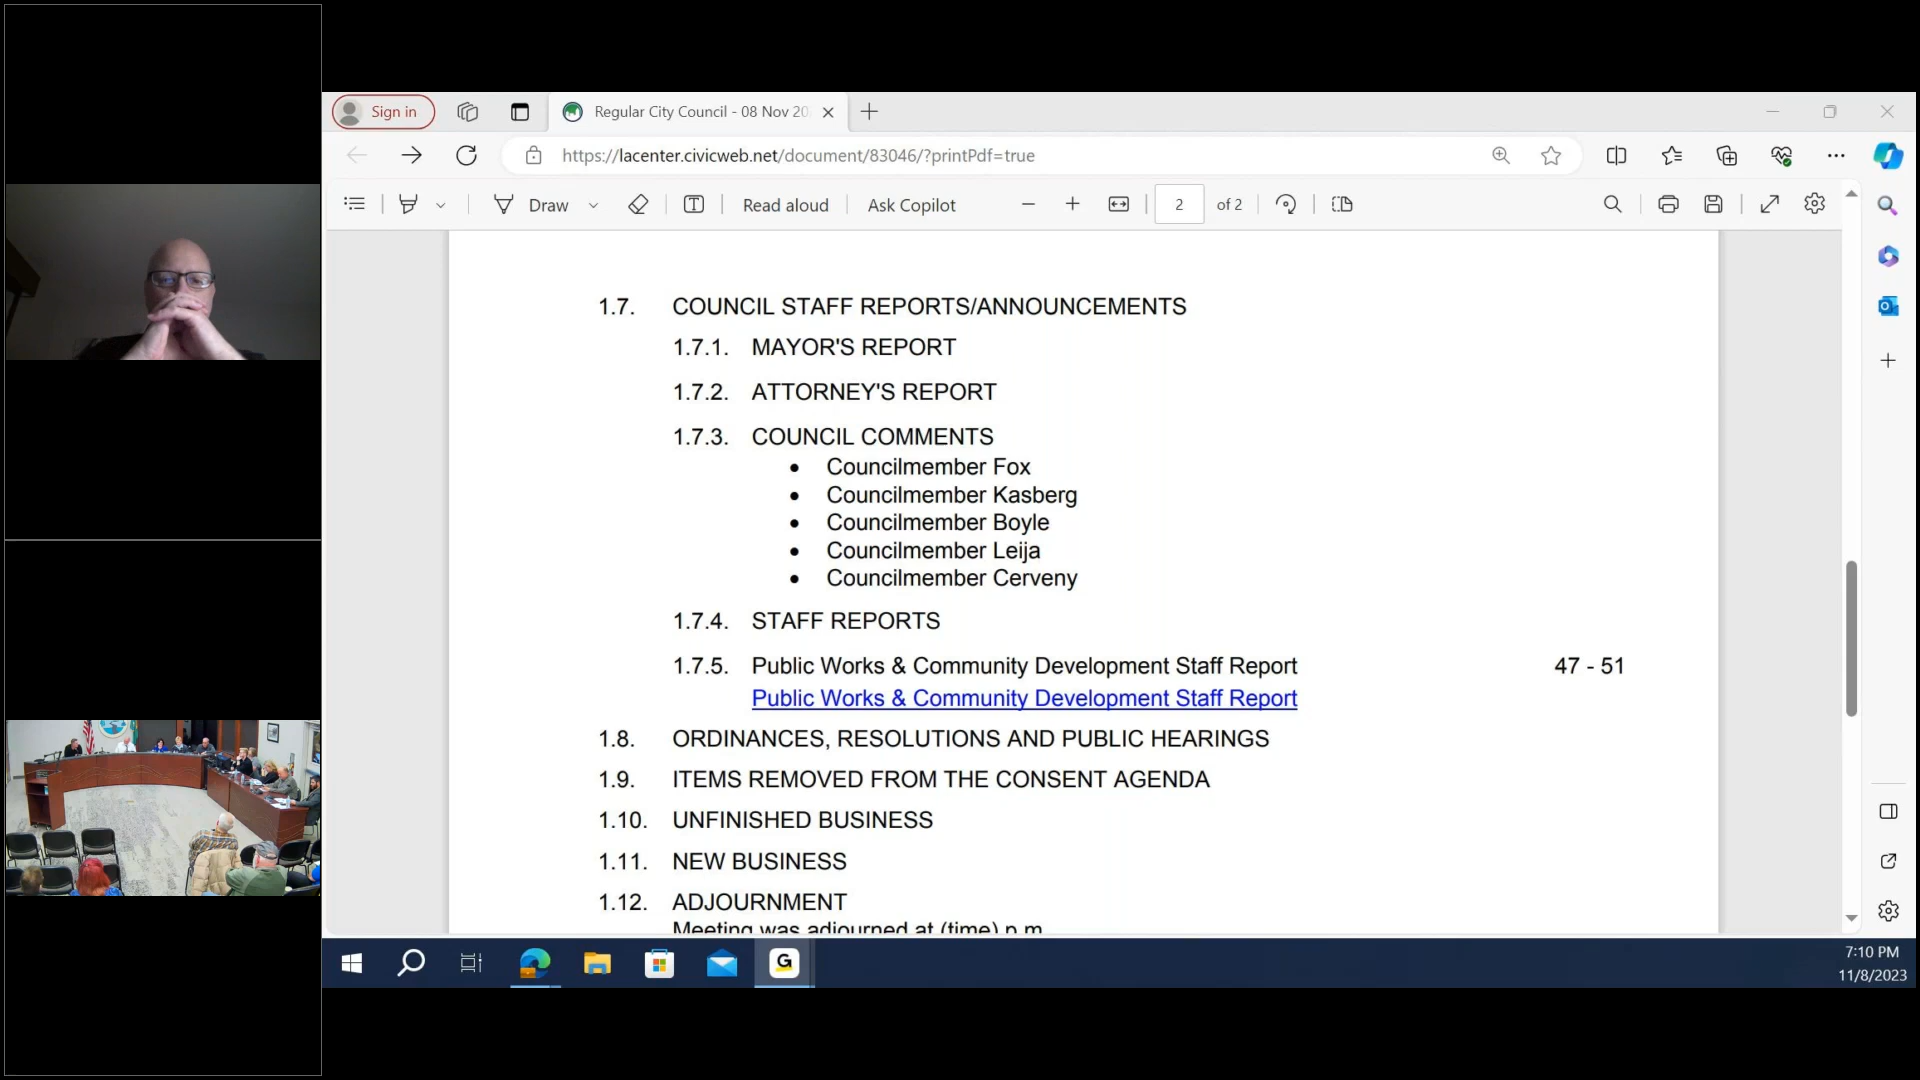 Sign in
Regular City Council - 08 Nov 20
https://lacenter.civicweb.net/document/83046/?printPdf=true
Draw
Read aloud
Ask Copilot
2
of 2
1.7. COUNCIL STAFF REPORTS/ANNOUNCEMENTS
1.7.1. MAYOR'S REPORT
1.7.2. ATTORNEY'S REPORT
1.7.3. COUNCIL COMMENTS
• Councilmember Fox
• Councilmember Kasberg
• Councilmember Boyle
• Councilmember Leija
• Councilmember Cerveny
1.7.4. STAFF REPORTS
1.7.5. Public Works & Community Development Staff Report 47 - 51
Public Works & Community Development Staff Report
1.8. ORDINANCES, RESOLUTIONS AND PUBLIC HEARINGS
1.9. ITEMS REMOVED FROM THE CONSENT AGENDA
1.10. UNFINISHED BUSINESS
1.11. NEW BUSINESS
1.12. ADJOURNMENT
Meeting was adjourned at (time) p.m.
7:10 PM
11/8/2023